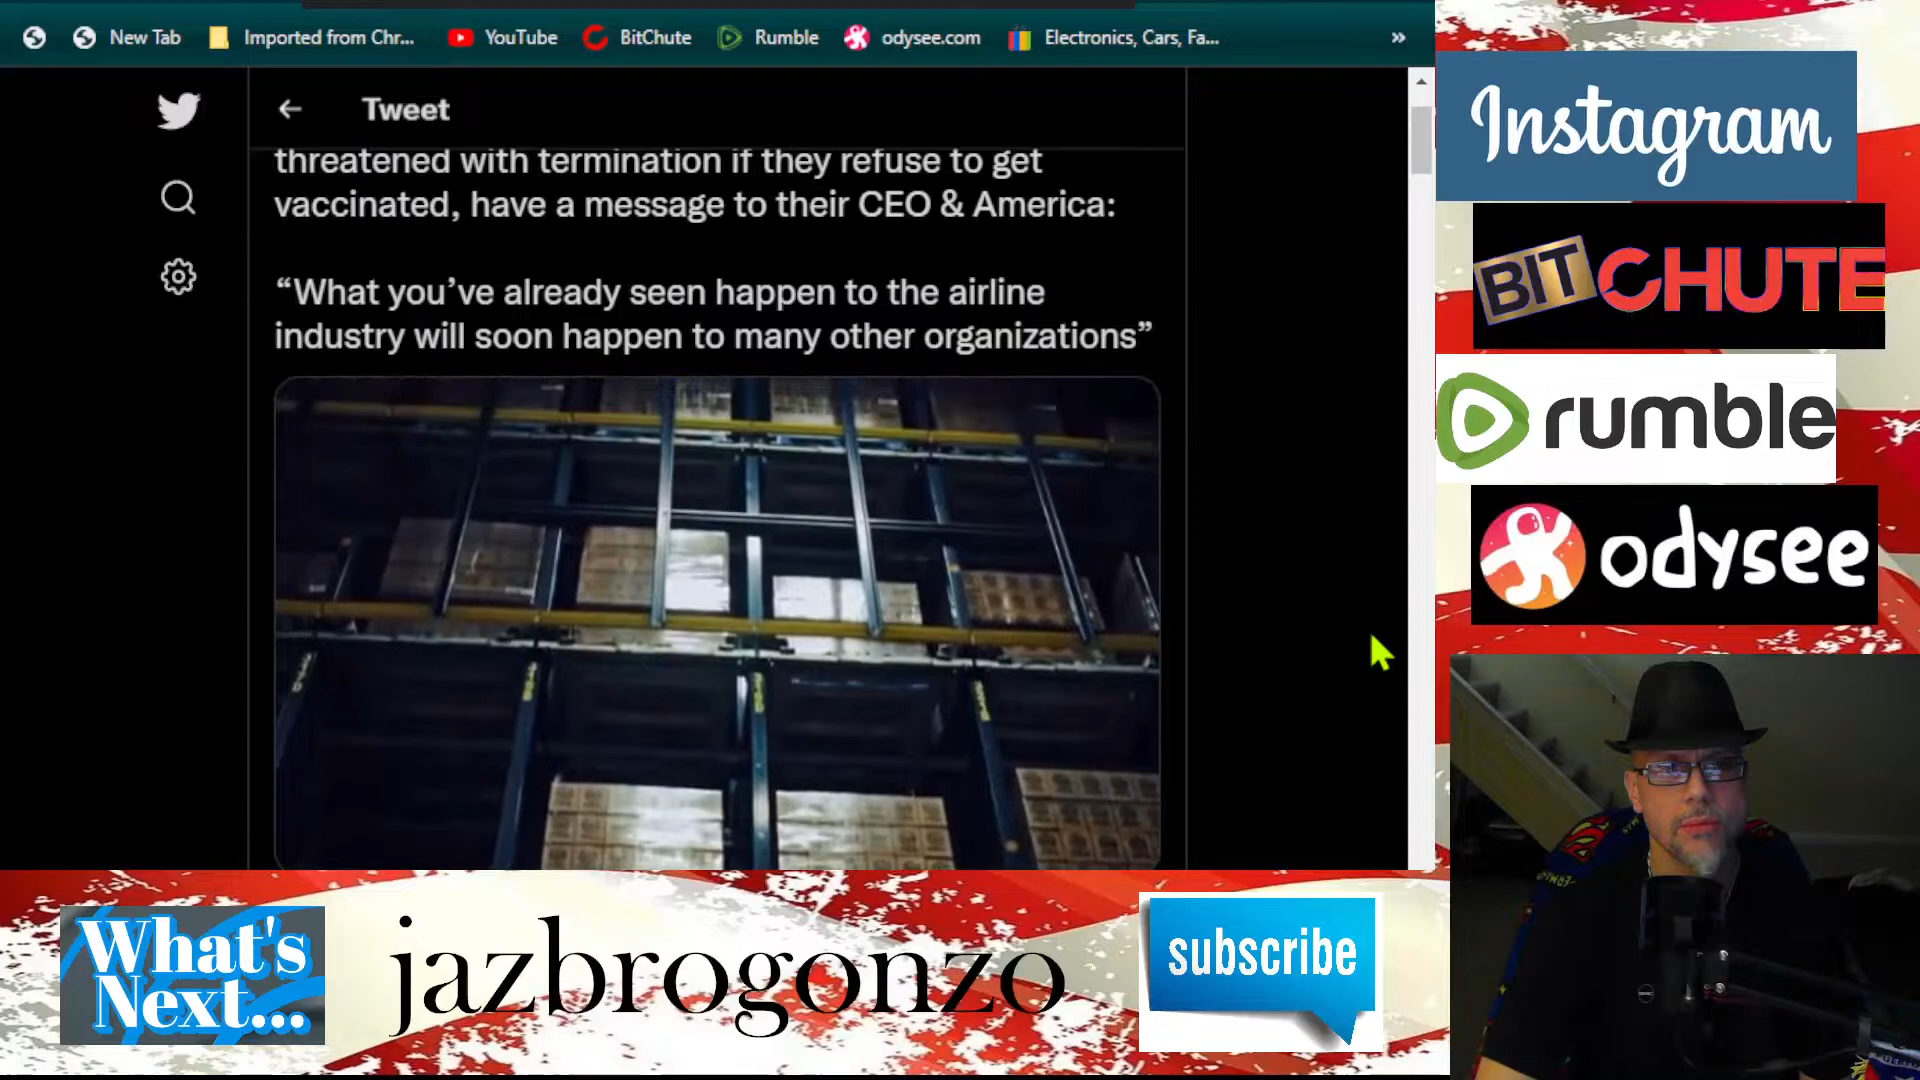 New Tab
Imported from Chr...
YouTube
BitChute
Rumble
odysee.com
Electronics, Cars, Fa...
»
Tweet
threatened with termination if they refuse to get
vaccinated, have a message to their CEO & America:
“What you’ve already seen happen to the airline
industry will soon happen to many other organizations”
Instagram
BITCHUTE
rumble
odysee
What's
Next...
jazbrogonzo
subscribe